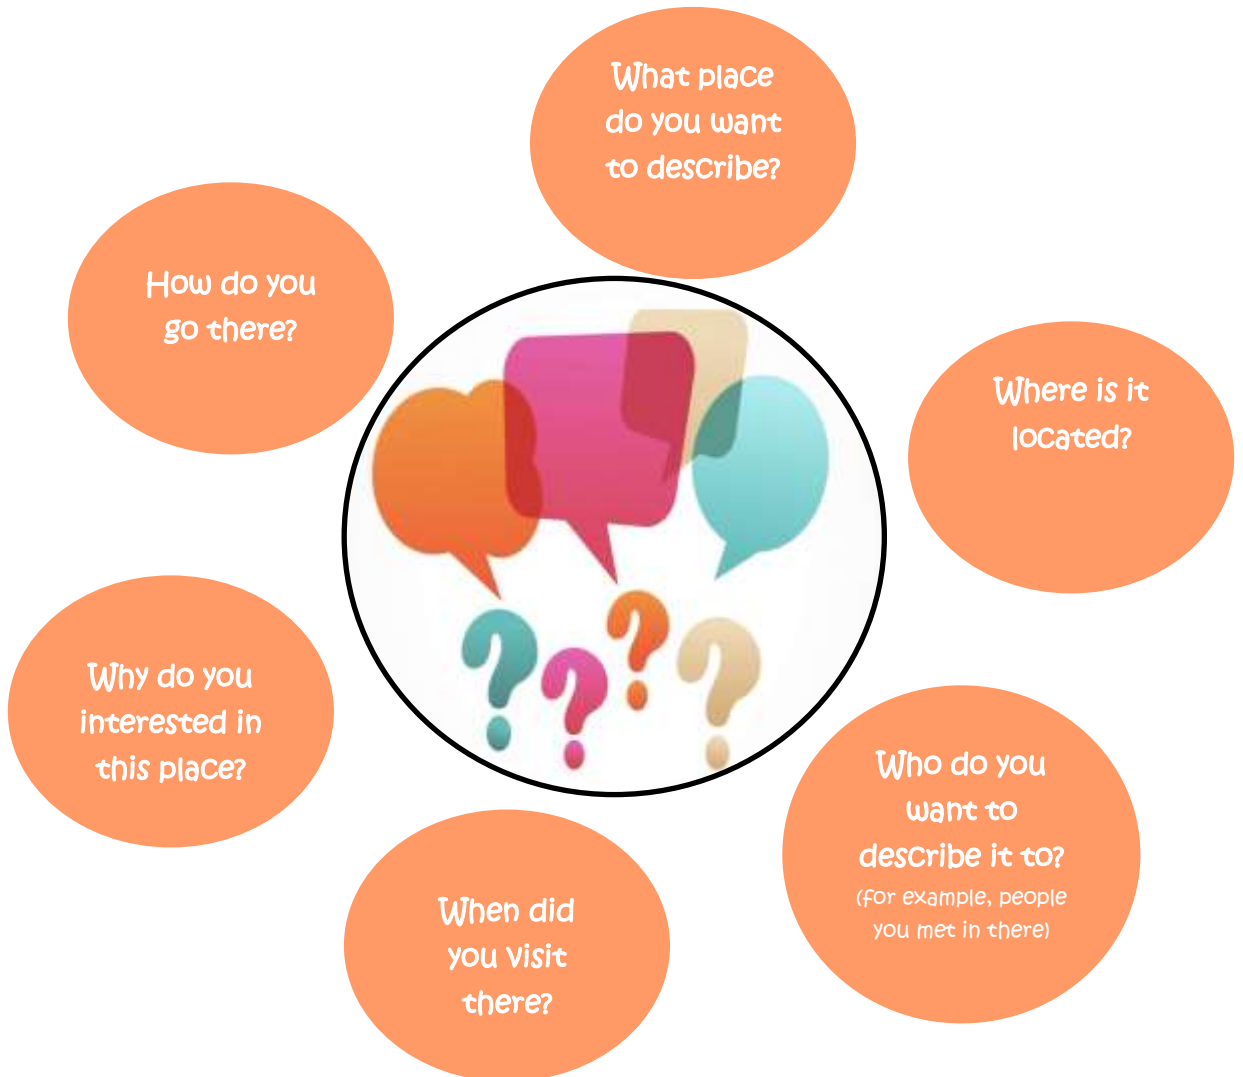 What place
do you want
to describe?
How do you
go there?
Where is it
located?
Why do you
interested in
this place?
Who do you
want to
describe it to?
(for example, people
you met in there)
When did
you visit
there?